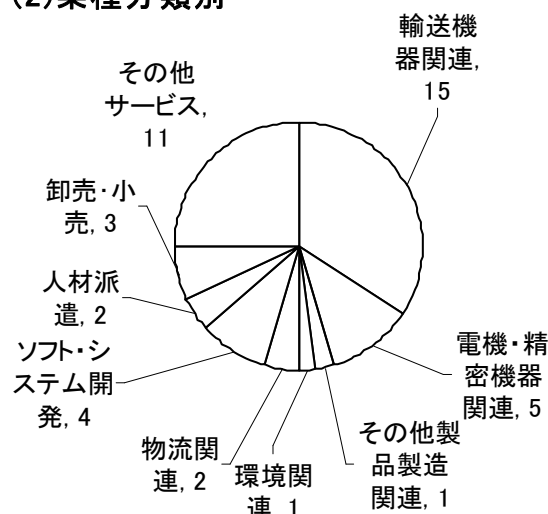 (2)業種分類別
輸送機
器関連,
15
電機・精
密機器
関連, 5
その他製
品製造
関連, 1
環境関
連, 1
物流関
連, 2
ソフト・シ
ステム開
発, 4
人材派
遣, 2
卸売・小
売, 3
その他
サービス,
11